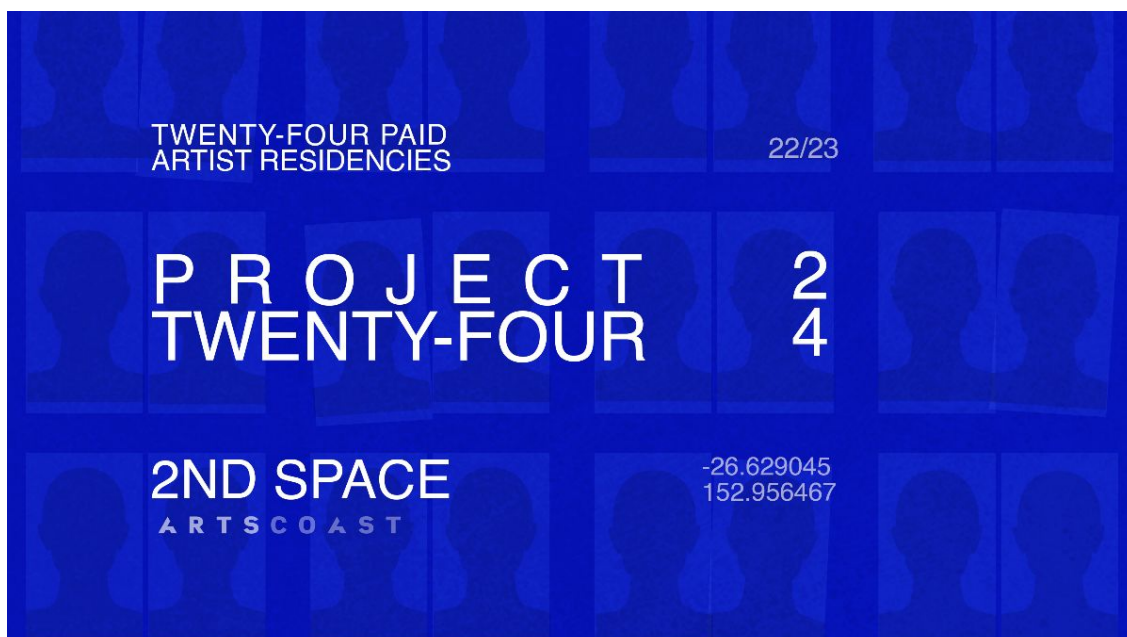 TWENTY-FOUR PAID
ARTIST RESIDENCIES
22/23
PROJECT
TWENTY-FOUR
2
4
2ND SPACE
ARTSCOAST
-26.629045
152.956467